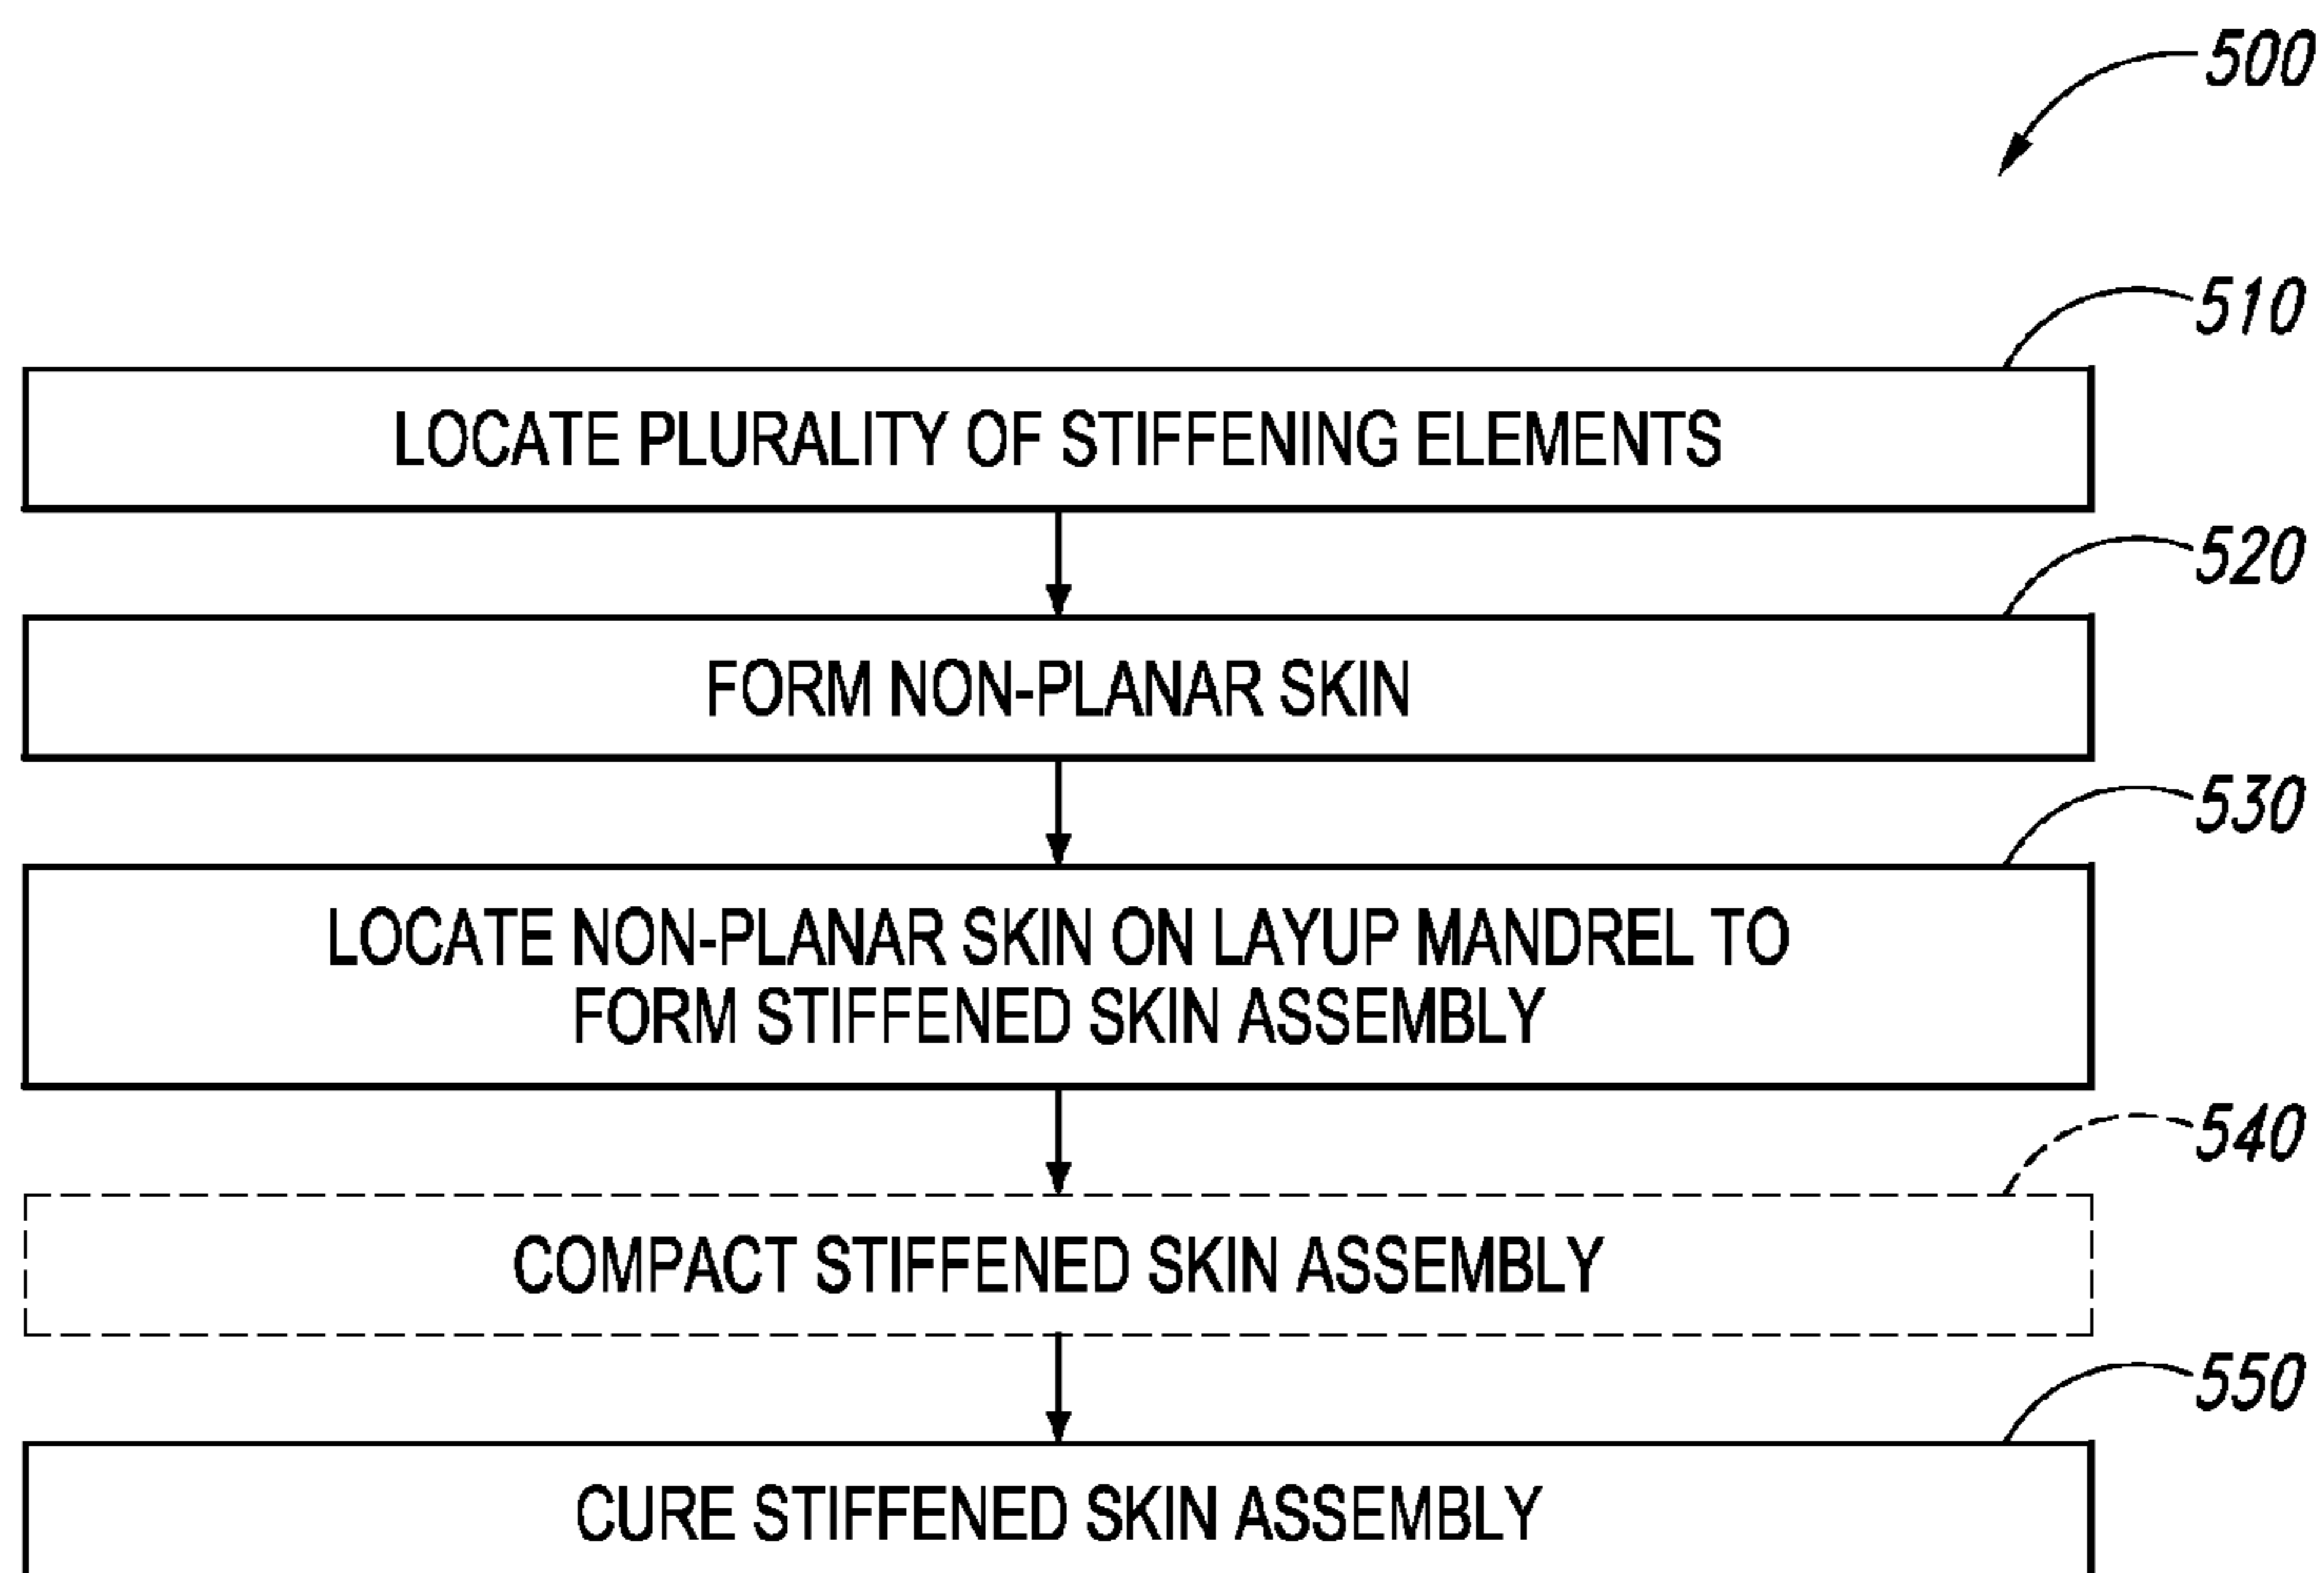 500
510
LOCATE PLURALITY OF STIFFENING ELEMENTS
520
FORM NON-PLANAR SKIN
530
LOCATE NON-PLANAR SKIN ON LAYUP MANDREL TO
FORM STIFFENED SKIN ASSEMBLY
540
COMPACT STIFFENED SKIN ASSEMBLY
550
CURE STIFFENED SKIN ASSEMBLY